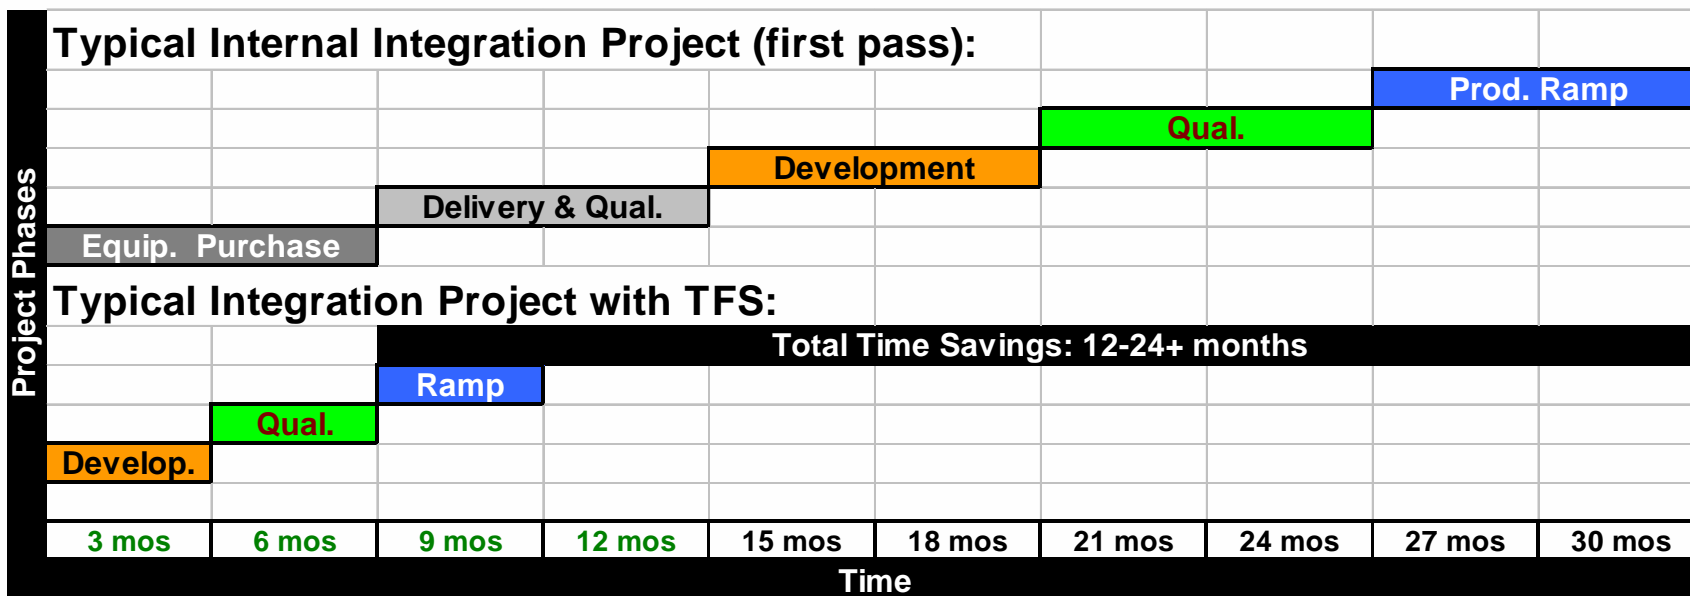 Typical Internal Integration Project (first pass):
Prod. Ramp
Qual.
Development
Delivery & Qual.
Equip. Purchase
Project Phases
Typical Integration Project with TFS:
Total Time Savings: 12-24+ months
Ramp
Qual.
Develop.
3 mos 6 mos 9 mos 12 mos 15 mos 18 mos 21 mos 24 mos 27 mos 30 mos
Time